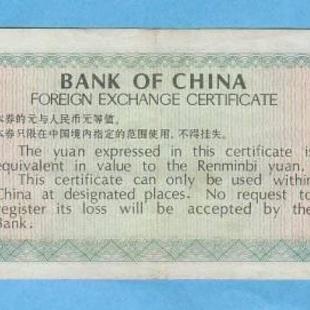 BANK OF CHINA
FOREIGN EXCHANGE CERTIFICATE
本券的元与人民币元等值。
本券只限在中国境内指定的范围使用，不得挂失。
The yuan expressed in this certificate is
equivalent in value to the Renminbi yuan.
This certificate can only be used within
China at designated places. No request to
register its loss will be accepted by the
Bank.